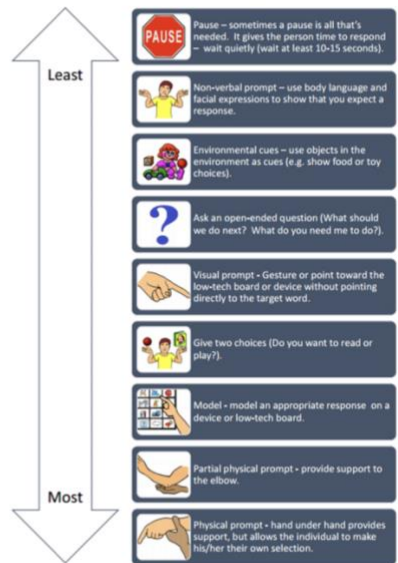 Least
Most
PAUSE
Pause – sometimes a pause is all that's
needed. It gives the person time to respond
– wait quietly (wait at least 10-15 seconds).
Non-verbal prompt – use body language and
facial expressions to show that you expect a
response.
Environmental cues – use objects in the
environment as cues (e.g. show food or toy
choices).
?
Ask an open-ended question (What should
we do next? What do you need me to do?).
Visual prompt - Gesture or point toward the
low-tech board or device without pointing
directly to the target word.
Give two choices (Do you want to read or
play?).
Model - model an appropriate response on a
device or low-tech board.
Partial physical prompt - provide support to
the elbow.
Physical prompt - hand under hand provides
support, but allows the individual to make
his/her their own selection.